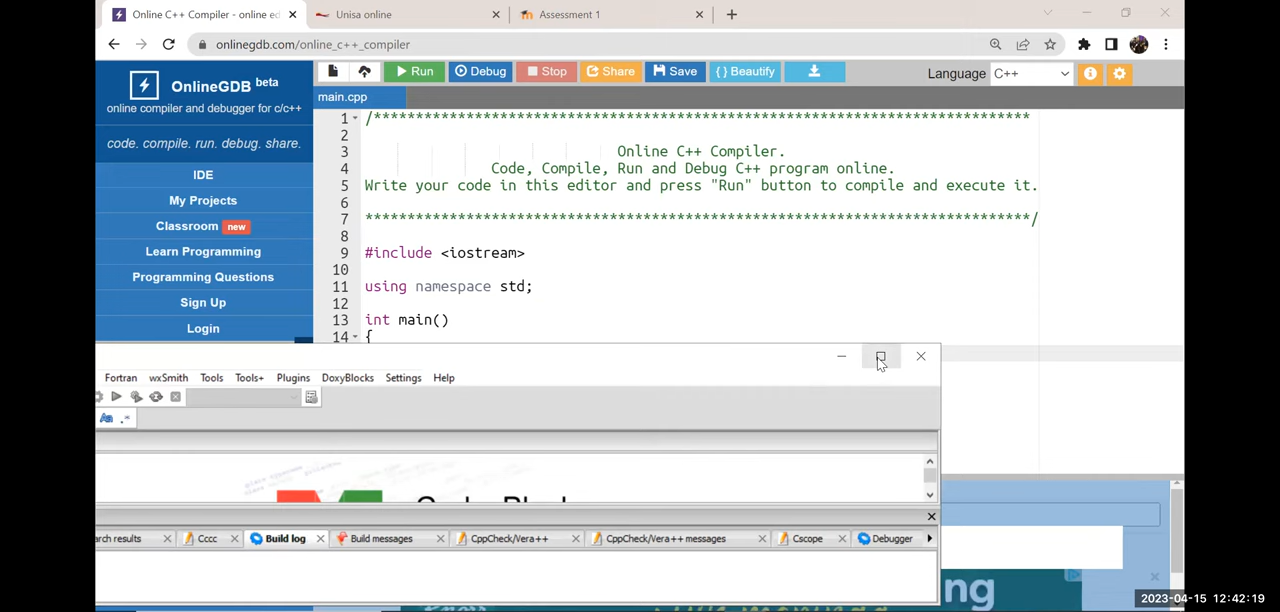 Online C++ Compiler - online ed
Unisa online
Assessment 1
onlinegdb.com/online_c++_compiler
OnlineGDB beta
online compiler and debugger for c/c++
code. compile. run. debug. share.
IDE
My Projects
Classroom new
Learn Programming
Programming Questions
Sign Up
Login
Run
Debug
Stop
Share
Save
{ } Beautify
Language C++
main.cpp
1 /******************************************************************************
2
3 Online C++ Compiler.
4 Code, Compile, Run and Debug C++ program online.
5 Write your code in this editor and press "Run" button to compile and execute it.
6
7 *******************************************************************************/
8
9 #include <iostream>
10
11 using namespace std;
12
13 int main()
14 {
Fortran wxSmith Tools Tools+ Plugins DoxyBlocks Settings Help
Aa .*
arch results Cccc Build log Build messages CppCheck/Vera++ CppCheck/Vera++ messages Cscope Debugger
ng
2023-04-15 12:42:19